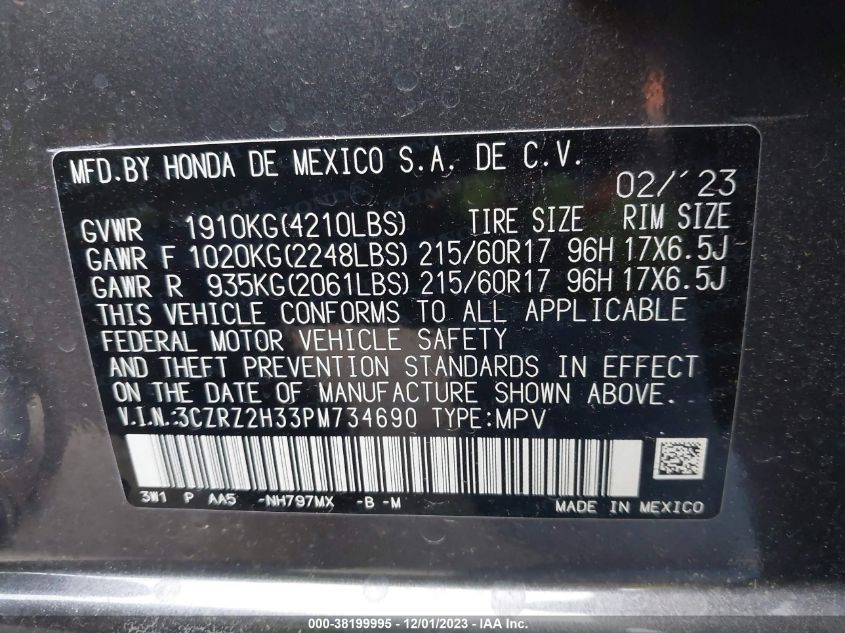 MFD.BY HONDA DE MEXICO S.A. DE C.V.
02/'23
GVWR 1910KG(4210LBS) TIRE SIZE RIM SIZE
GAWR F 1020KG(2248LBS) 215/60R17 96H 17X6.5J
GAWR R 935KG(2061LBS) 215/60R17 96H 17X6.5J
THIS VEHICLE CONFORMS TO ALL APPLICABLE
FEDERAL MOTOR VEHICLE SAFETY
AND THEFT PREVENTION STANDARDS IN EFFECT
ON THE DATE OF MANUFACTURE SHOWN ABOVE.
V.I.N.:3CZRZ2H33PM734690 TYPE:MPV
3W1 P AA5 -NH797MX -B -M
MADE IN MEXICO
000-38199995 - 12/01/2023 - © IAA Inc.